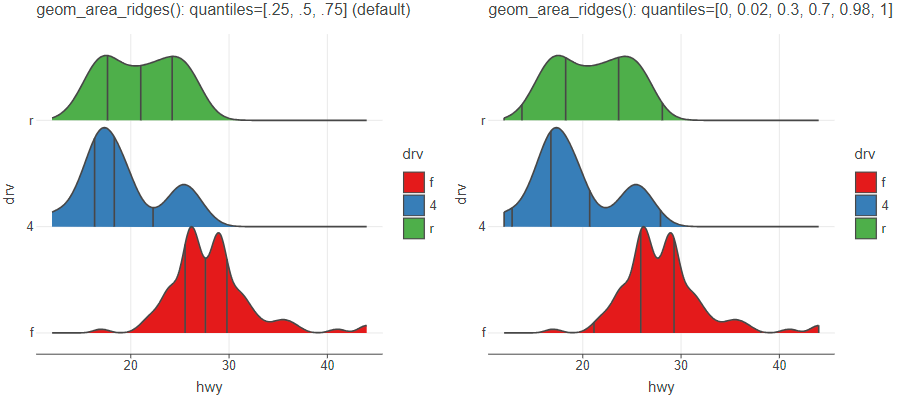 geom_area_ridges(): quantiles=[.25, .5, .75] (default)
drv
r
4
f
20
30
40
hwy
drv
f
4
r
geom_area_ridges(): quantiles=[0, 0.02, 0.3, 0.7, 0.98, 1]
drv
r
4
f
20
30
40
hwy
drv
f
4
r